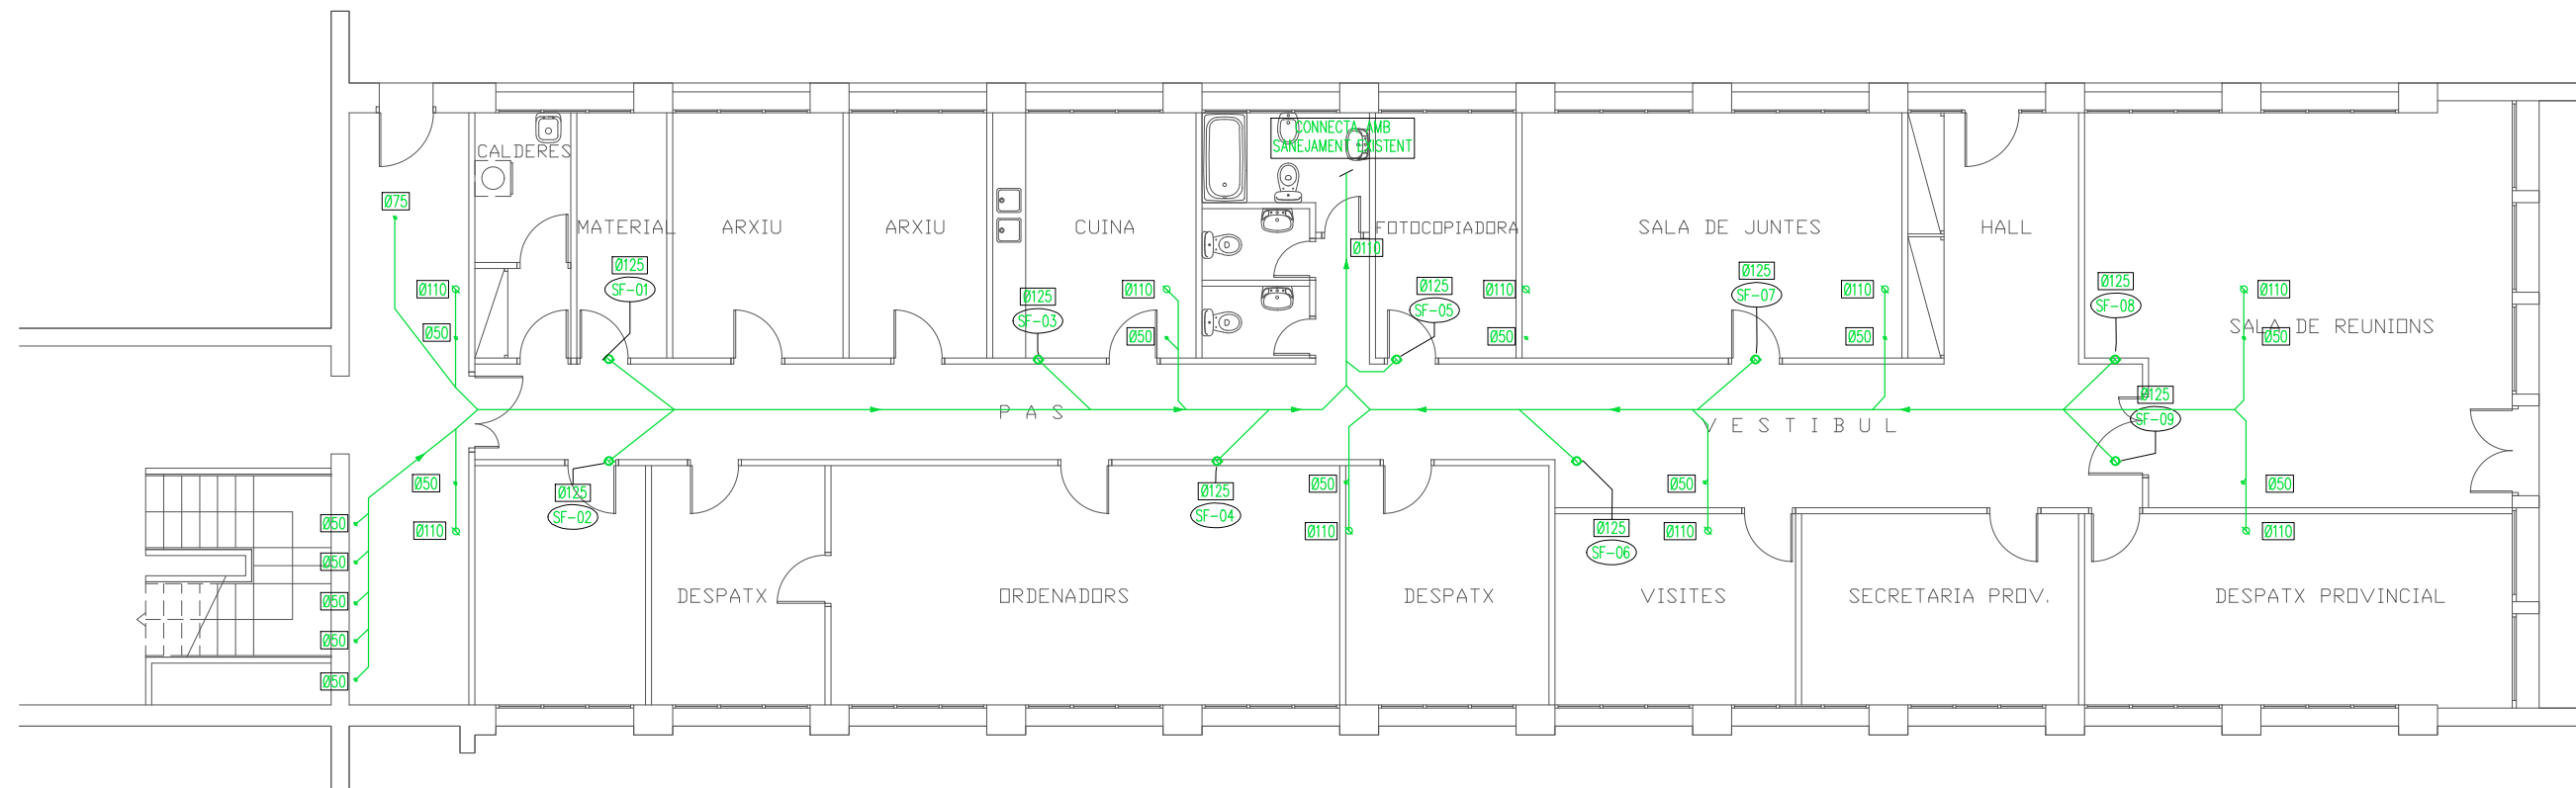 CONNECTA AMB
SANEJAMENT EXISTENT
CALDERES
Ø75
MATERIAL
ARXIU
ARXIU
CUINA
FOTOCOPIADORA
SALA DE JUNTES
HALL
Ø110
Ø125
SF-01
Ø110
Ø50
Ø125
SF-03
Ø110
Ø50
Ø125
SF-05
Ø110
Ø50
Ø125
SF-07
Ø110
Ø50
Ø125
SF-08
Ø110
SALA DE REUNIONS
Ø50
PAS
VESTIBUL
Ø125
SF-09
Ø50
Ø110
Ø125
SF-02
Ø125
SF-04
Ø50
Ø110
Ø125
SF-06
Ø50
Ø110
Ø50
Ø110
Ø50
Ø50
Ø50
Ø50
Ø50
DESPATX
ORDENADORS
DESPATX
VISITES
SECRETARIA PROV.
DESPATX PROVINCIAL